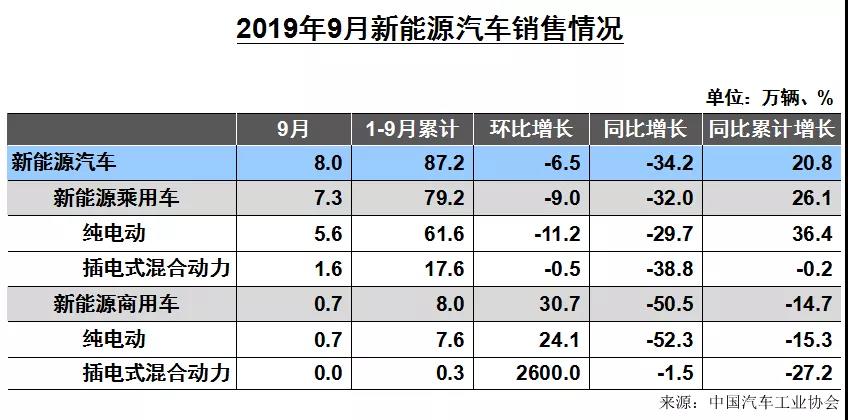 2019年9月新能源汽车销售情况
单位：万辆、%
9月 1-9月累计 环比增长 同比增长 同比累计增长
新能源汽车 8.0 87.2 -6.5 -34.2 20.8
新能源乘用车 7.3 79.2 -9.0 -32.0 26.1
纯电动 5.6 61.6 -11.2 -29.7 36.4
插电式混合动力 1.6 17.6 -0.5 -38.8 -0.2
新能源商用车 0.7 8.0 30.7 -50.5 -14.7
纯电动 0.7 7.6 24.1 -52.3 -15.3
插电式混合动力 0.0 0.3 2600.0 -1.5 -27.2
来源：中国汽车工业协会